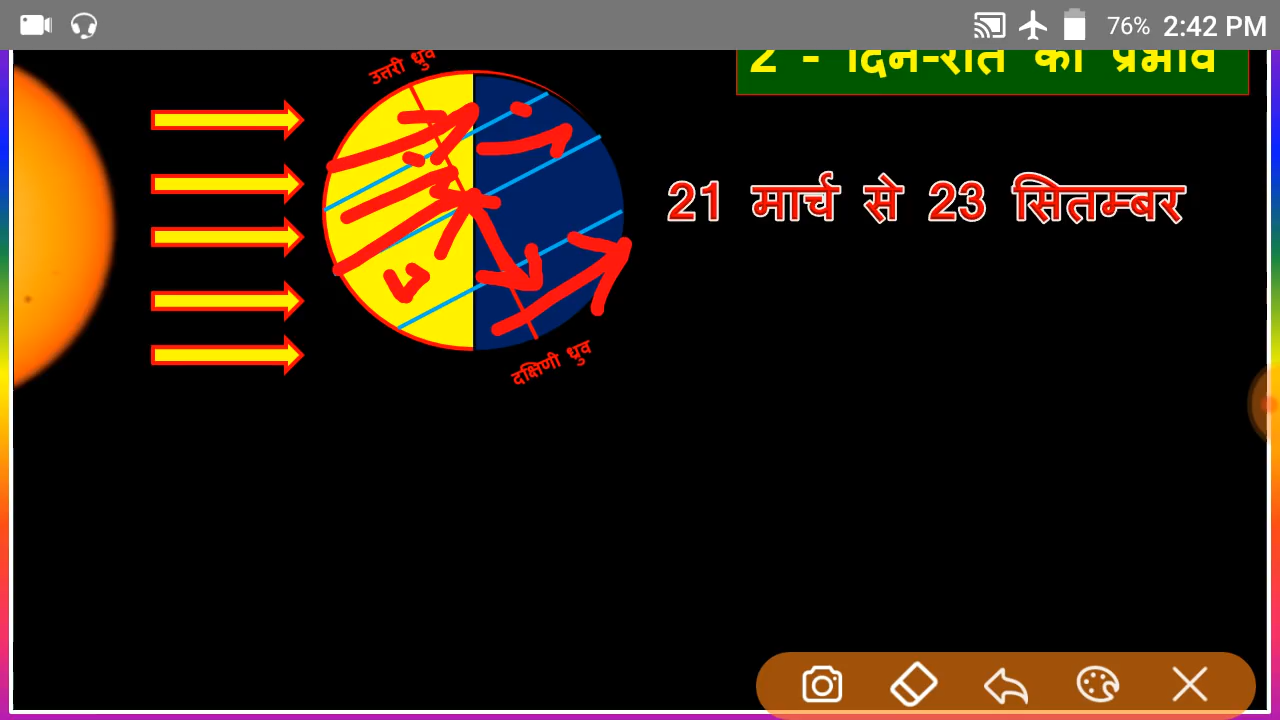 76% 2:42 PM
उत्तरी ध्रुव
2 - दिन-रात का प्रभाव
21 मार्च से 23 सितम्बर
दक्षिणी ध्रुव